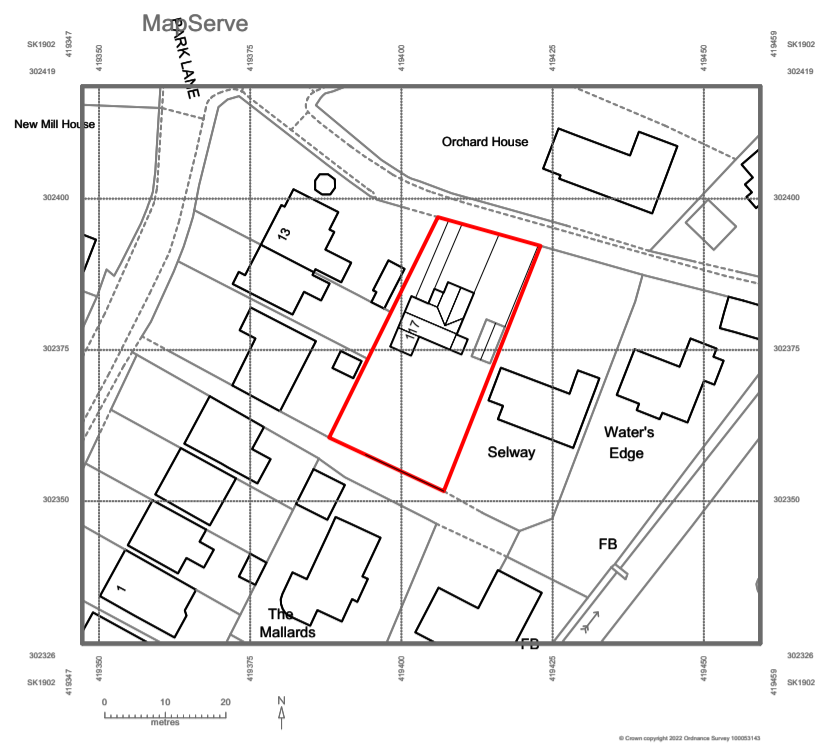 MapServe
PARK LANE
SK1902
302419
419347
419350
419375
419400
419425
419450
419459
SK1902
302419
New Mill House
Orchard House
302400
302400
13
117
302375
302375
Selway
Water's
Edge
302350
302350
FB
1
The
Mallards
FB
302326
SK1902
419347
419350
419375
419400
419425
419450
419459
302326
SK1902
0 10 20
metres
N
© Crown copyright 2022 Ordnance Survey 100053143